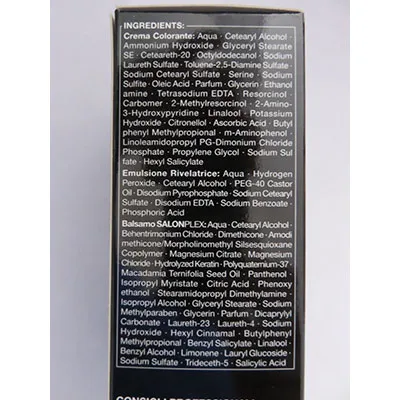 INGREDIENTS:
Crema Colorante: Aqua · Cetearyl Alcohol ·
Ammonium Hydroxide · Glyceryl Stearate
SE · Ceteareth-20 · Octyldodecanol · Sodium
Laureth Sulfate · Toluene-2,5-Diamine Sulfate ·
Sodium Cetearyl Sulfate · Serine · Sodium
Sulfite · Oleic Acid · Parfum · Glycerin · Ethanol
amine · Tetrasodium EDTA · Resorcinol ·
Carbomer · 2-Methylresorcinol · 2-Amino-
3-Hydroxypyridine · Linalool · Potassium
Hydroxide · Citronellol · Ascorbic Acid · Butyl
phenyl Methylpropional · m-Aminophenol ·
Linoleamidopropyl PG-Dimonium Chloride
Phosphate · Propylene Glycol · Sodium Sul
fate · Hexyl Salicylate
Emulsione Rivelatrice: Aqua · Hydrogen
Peroxide · Cetearyl Alcohol · PEG-40 Castor
Oil · Disodium Pyrophosphate · Sodium Cetearyl
Sulfate · Disodium EDTA · Sodium Benzoate ·
Phosphoric Acid
Balsamo SALONPLEX: Aqua · Cetearyl Alcohol ·
Behentrimonium Chloride · Dimethicone · Amodi
methicone/Morpholinomethyl Silsesquioxane
Copolymer · Magnesium Citrate · Magnesium
Chloride · Hydrolyzed Keratin · Polyquaternium-37 ·
Macadamia Ternifolia Seed Oil · Panthenol ·
Isopropyl Myristate · Citric Acid · Phenoxy
ethanol · Stearamidopropyl Dimethylamine ·
Isopropyl Alcohol · Glyceryl Stearate · Sodium
Methylparaben · Glycerin · Parfum · Dicaprylyl
Carbonate · Laureth-23 · Laureth-4 · Sodium
Hydroxide · Hexyl Cinnamal · Butylphenyl
Methylpropional · Benzyl Salicylate · Linalool ·
Benzyl Alcohol · Limonene · Lauryl Glucoside ·
Sodium Sulfate · Trideceth-5 · Salicylic Acid